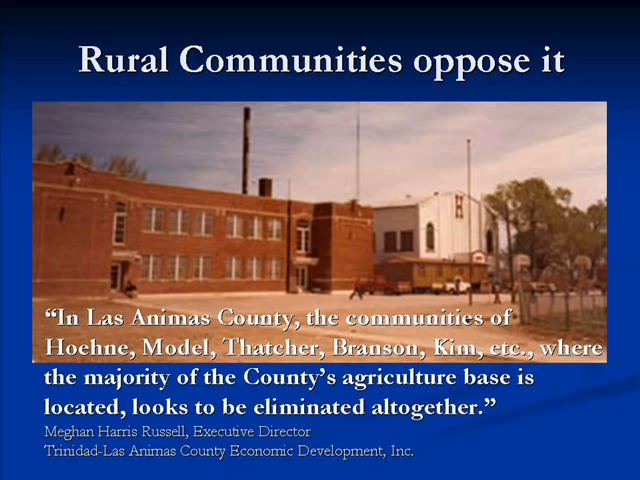 Rural Communities oppose it
H
“In Las Animas County, the communities of
Hoehne, Model, Thatcher, Branson, Kim, etc., where
the majority of the County’s agriculture base is
located, looks to be eliminated altogether.”
Meghan Harris Russell, Executive Director
Trinidad-Las Animas County Economic Development, Inc.